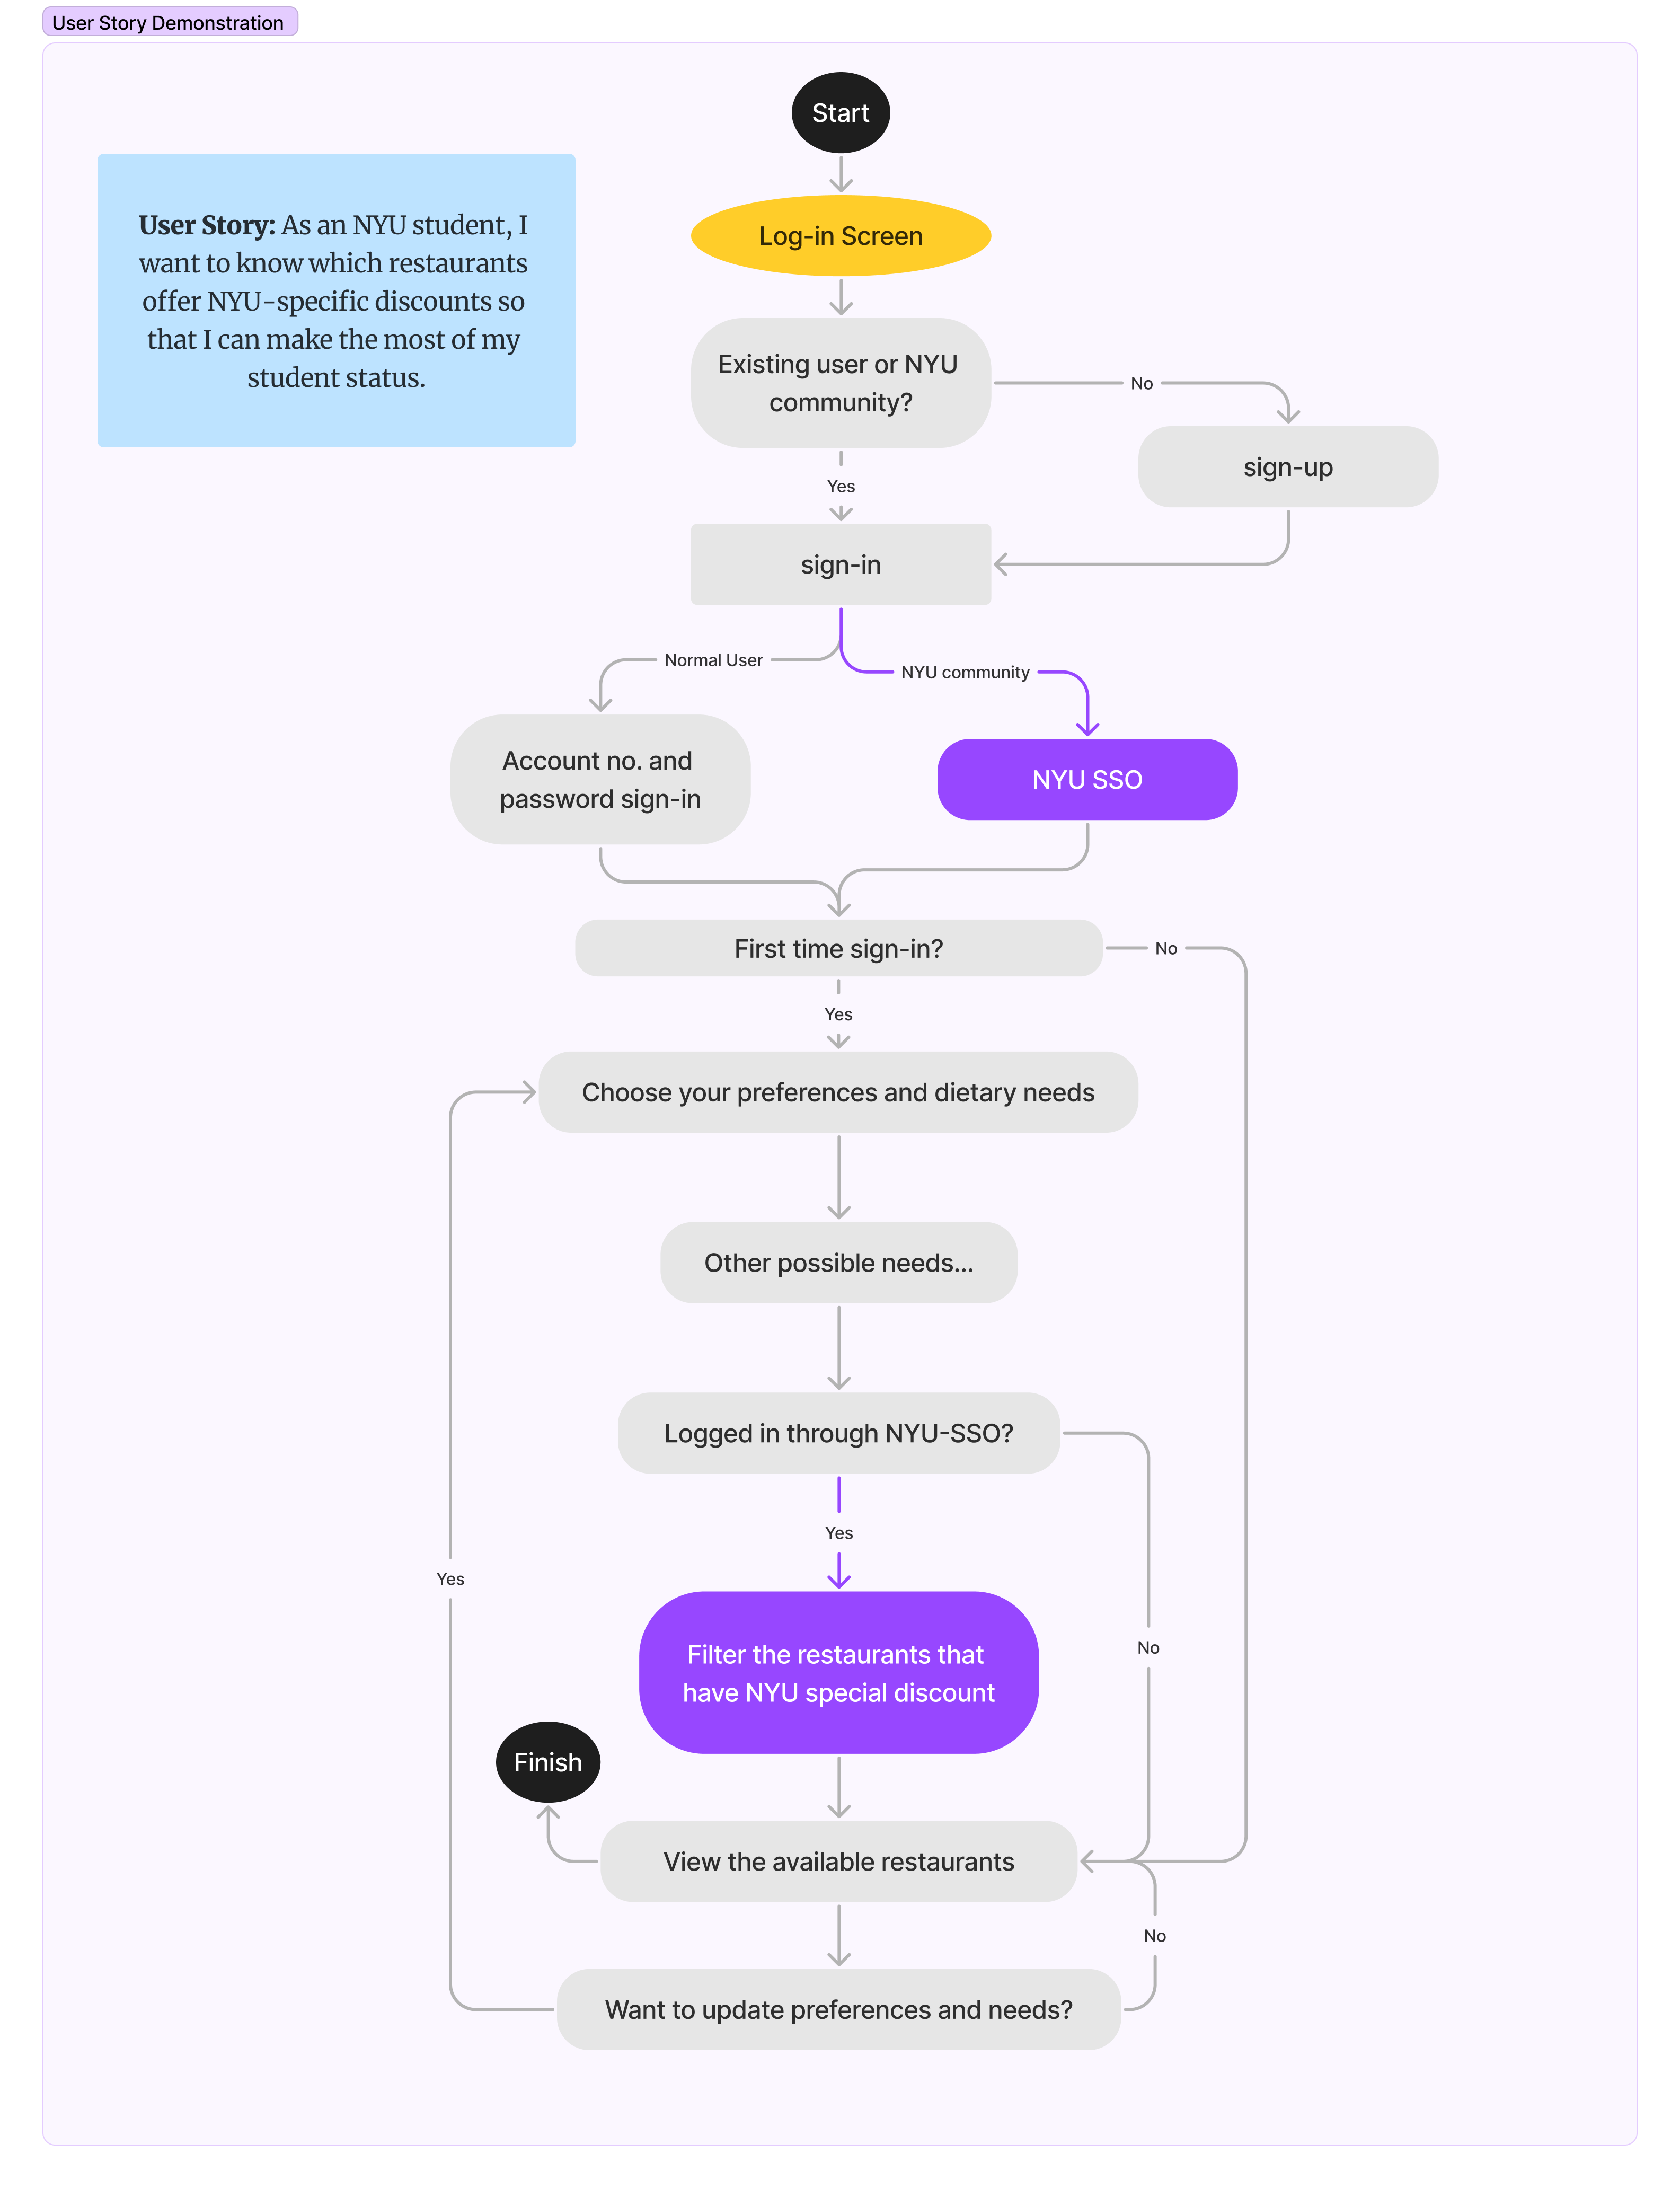 User Story Demonstration
Start
Log-in Screen
User Story: As an NYU student, I
want to know which restaurants
offer NYU-specific discounts so
that I can make the most of my
student status.
Existing user or NYU
community?
No
sign-up
Yes
sign-in
Normal User
NYU community
Account no. and
password sign-in
NYU SSO
First time sign-in?
No
Yes
Choose your preferences and dietary needs
Other possible needs...
Logged in through NYU-SSO?
Yes
Yes
Filter the restaurants that
have NYU special discount
No
Finish
View the available restaurants
No
Want to update preferences and needs?